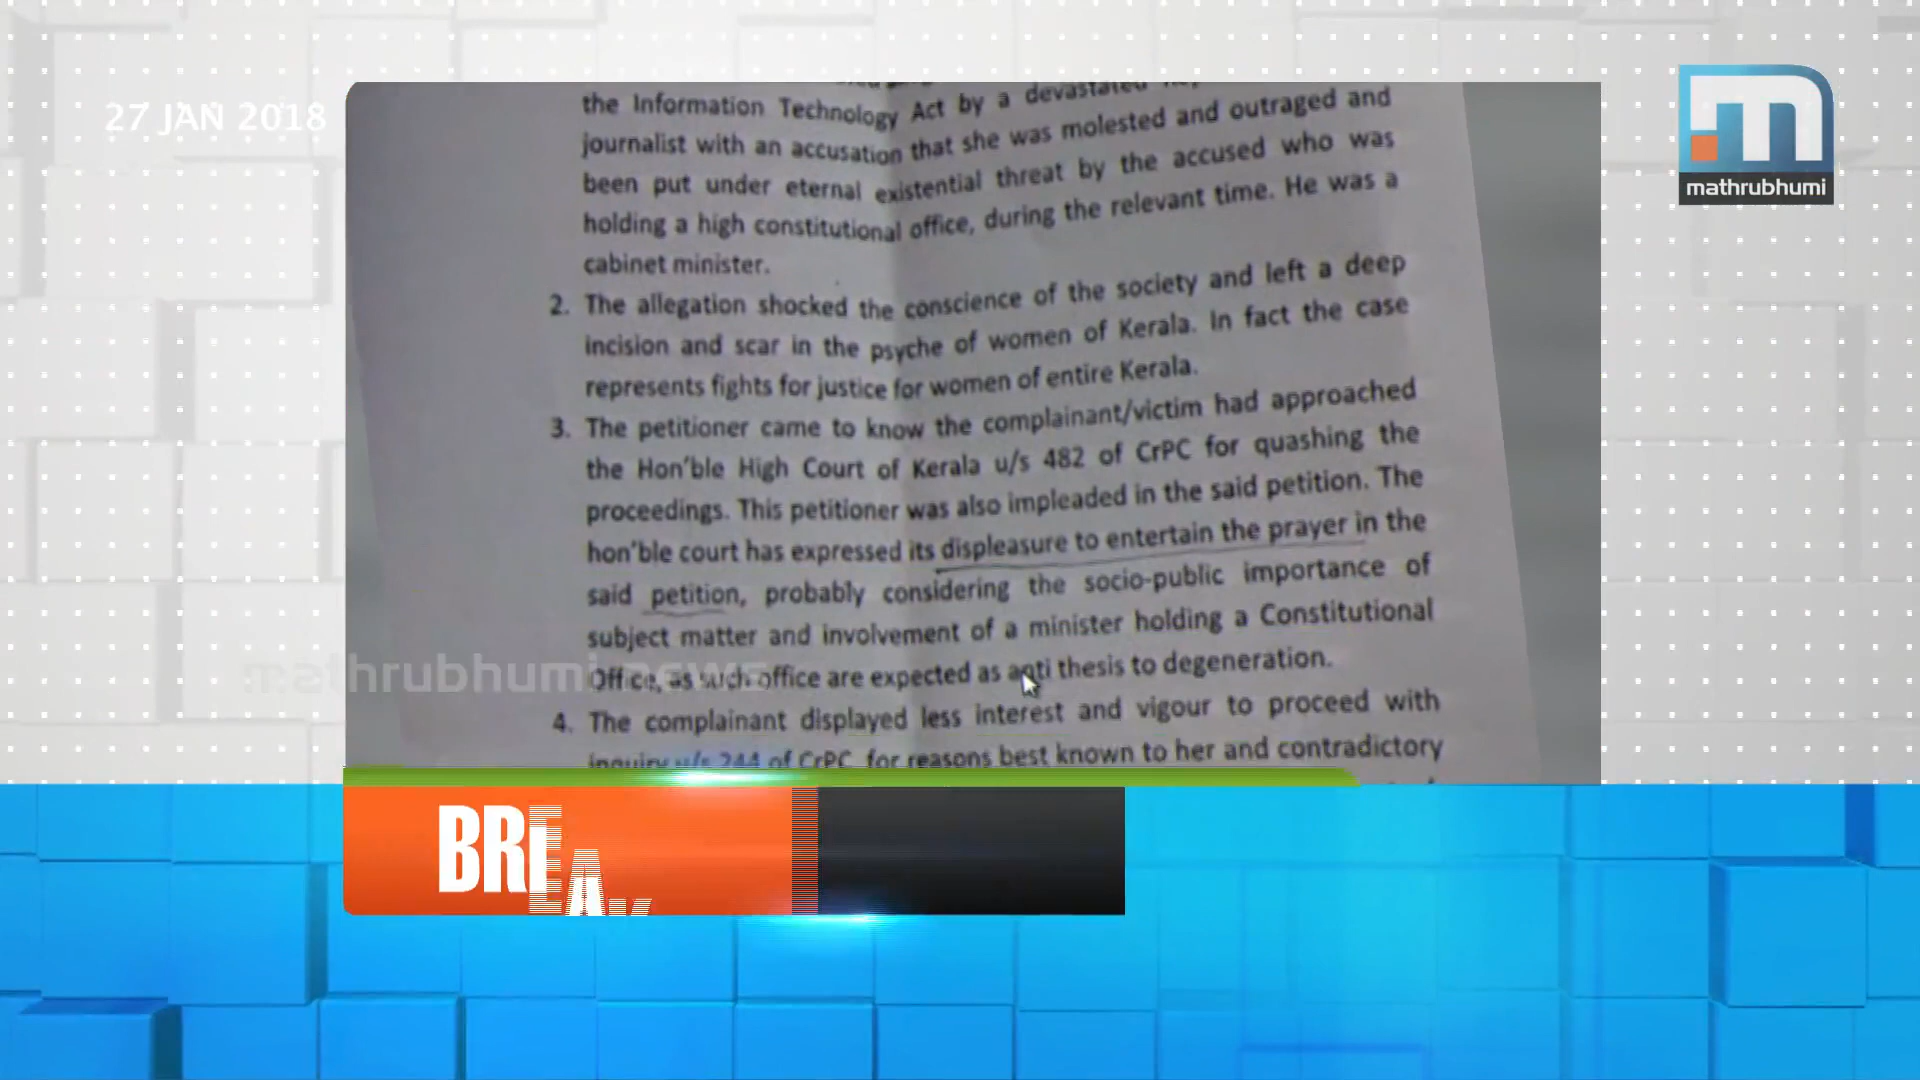 27 JAN 2018
mathrubhumi
the Information Technology Act by a devastated
journalist with an accusation that she was molested and outraged and
been put under eternal existential threat by the accused who was
holding a high constitutional office, during the relevant time. He was a
cabinet minister.
2. The allegation shocked the conscience of the society and left a deep
incision and scar in the psyche of women of Kerala. In fact the case
represents fights for justice for women of entire Kerala.
3. The petitioner came to know the complainant/victim had approached
the Hon'ble High Court of Kerala u/s 482 of CrPC for quashing the
proceedings. This petitioner was also impleaded in the said petition. The
hon'ble court has expressed its displeasure to entertain the prayer in the
said petition, probably considering the socio-public importance of
subject matter and involvement of a minister holding a Constitutional
Office, as such office are expected as anti thesis to degeneration.
mathrubhumi news
4. The complainant displayed less interest and vigour to proceed with
inquiry u/s 244 of CrPC for reasons best known to her and contradictory
BREAK